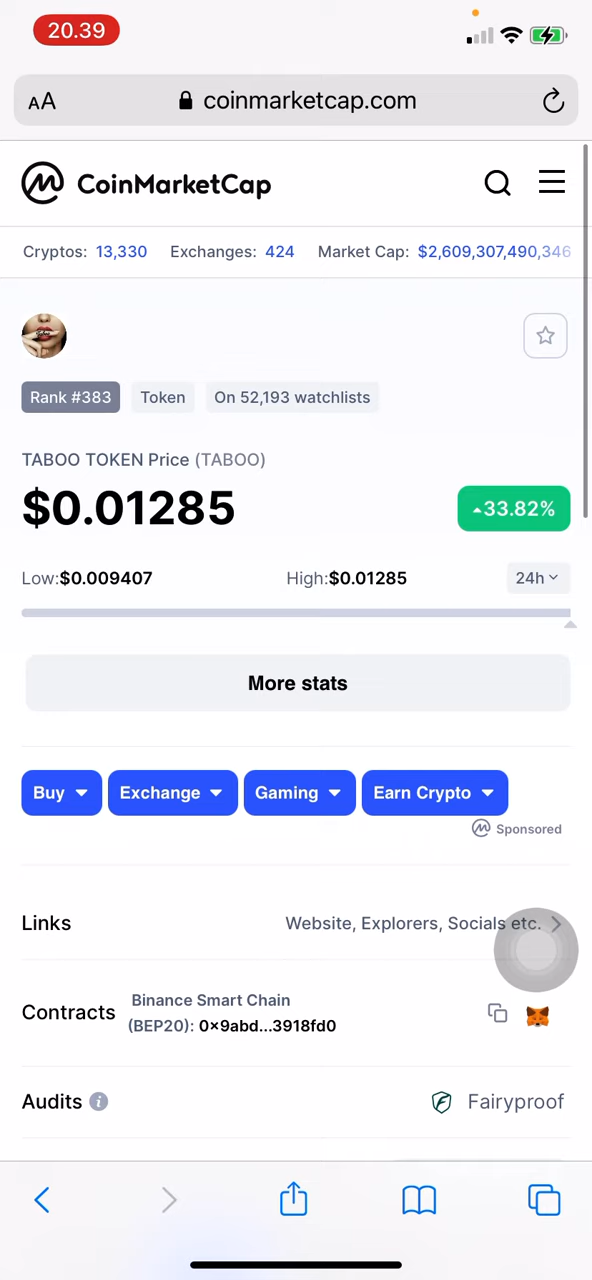 20.39
AA coinmarketcap.com
CoinMarketCap
Cryptos: 13,330 Exchanges: 424 Market Cap: $2,609,307,490,346
Rank #383 Token On 52,193 watchlists
TABOO TOKEN Price (TABOO)
$0.01285 33.82%
Low:$0.009407 High:$0.01285 24h
More stats
Buy Exchange Gaming Earn Crypto
Sponsored
Links Website, Explorers, Socials etc.
Contracts Binance Smart Chain
(BEP20): 0x9abd...3918fd0
Audits i Fairyproof